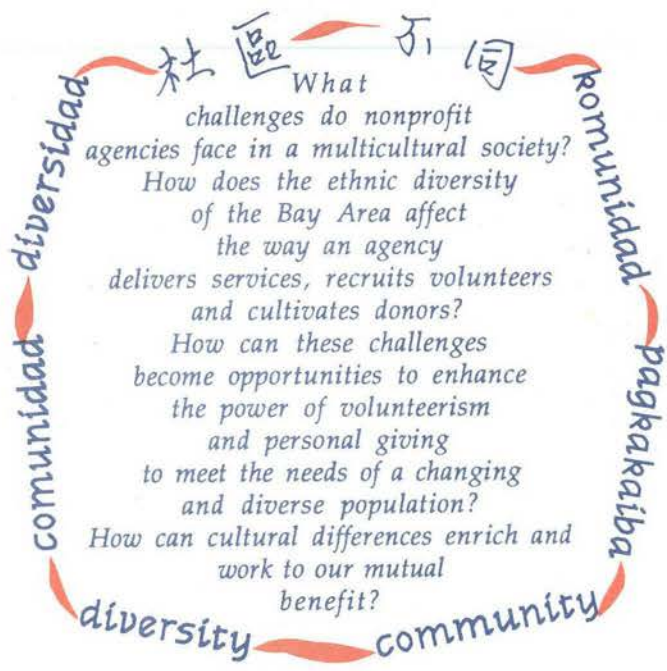 社區 不同
What
challenges do nonprofit
agencies face in a multicultural society?
How does the ethnic diversity
of the Bay Area affect
the way an agency
delivers services, recruits volunteers
and cultivates donors?
How can these challenges
become opportunities to enhance
the power of volunteerism
and personal giving
to meet the needs of a changing
and diverse population?
How can cultural differences enrich and
work to our mutual
benefit?
komunidad
pagkakaiba
community
diversity
comunidad
diversidad